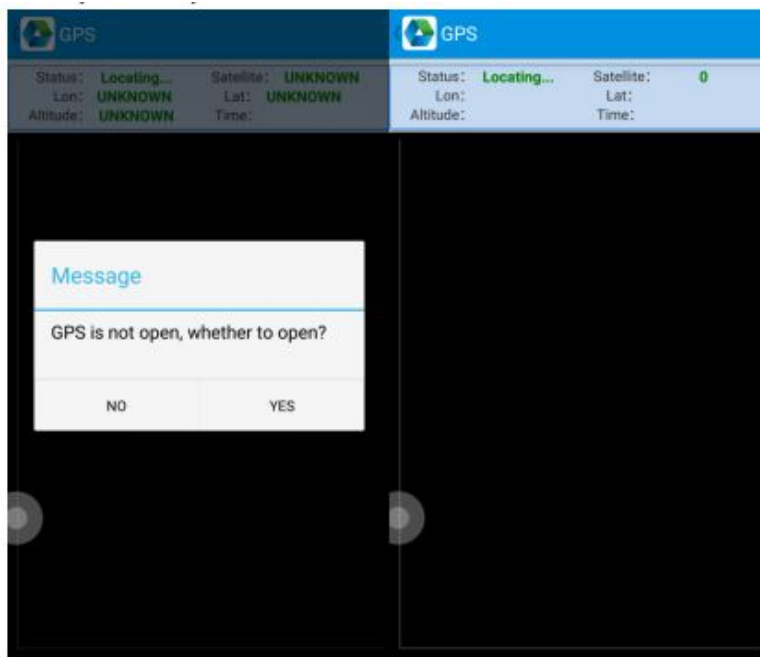 GPS
Status: Locating... Satellite: UNKNOWN
Lon: UNKNOWN Lat: UNKNOWN
Altitude: UNKNOWN Time:
Message
GPS is not open, whether to open?
NO YES
GPS
Status: Locating... Satellite: 0
Lon: Lat:
Altitude: Time: